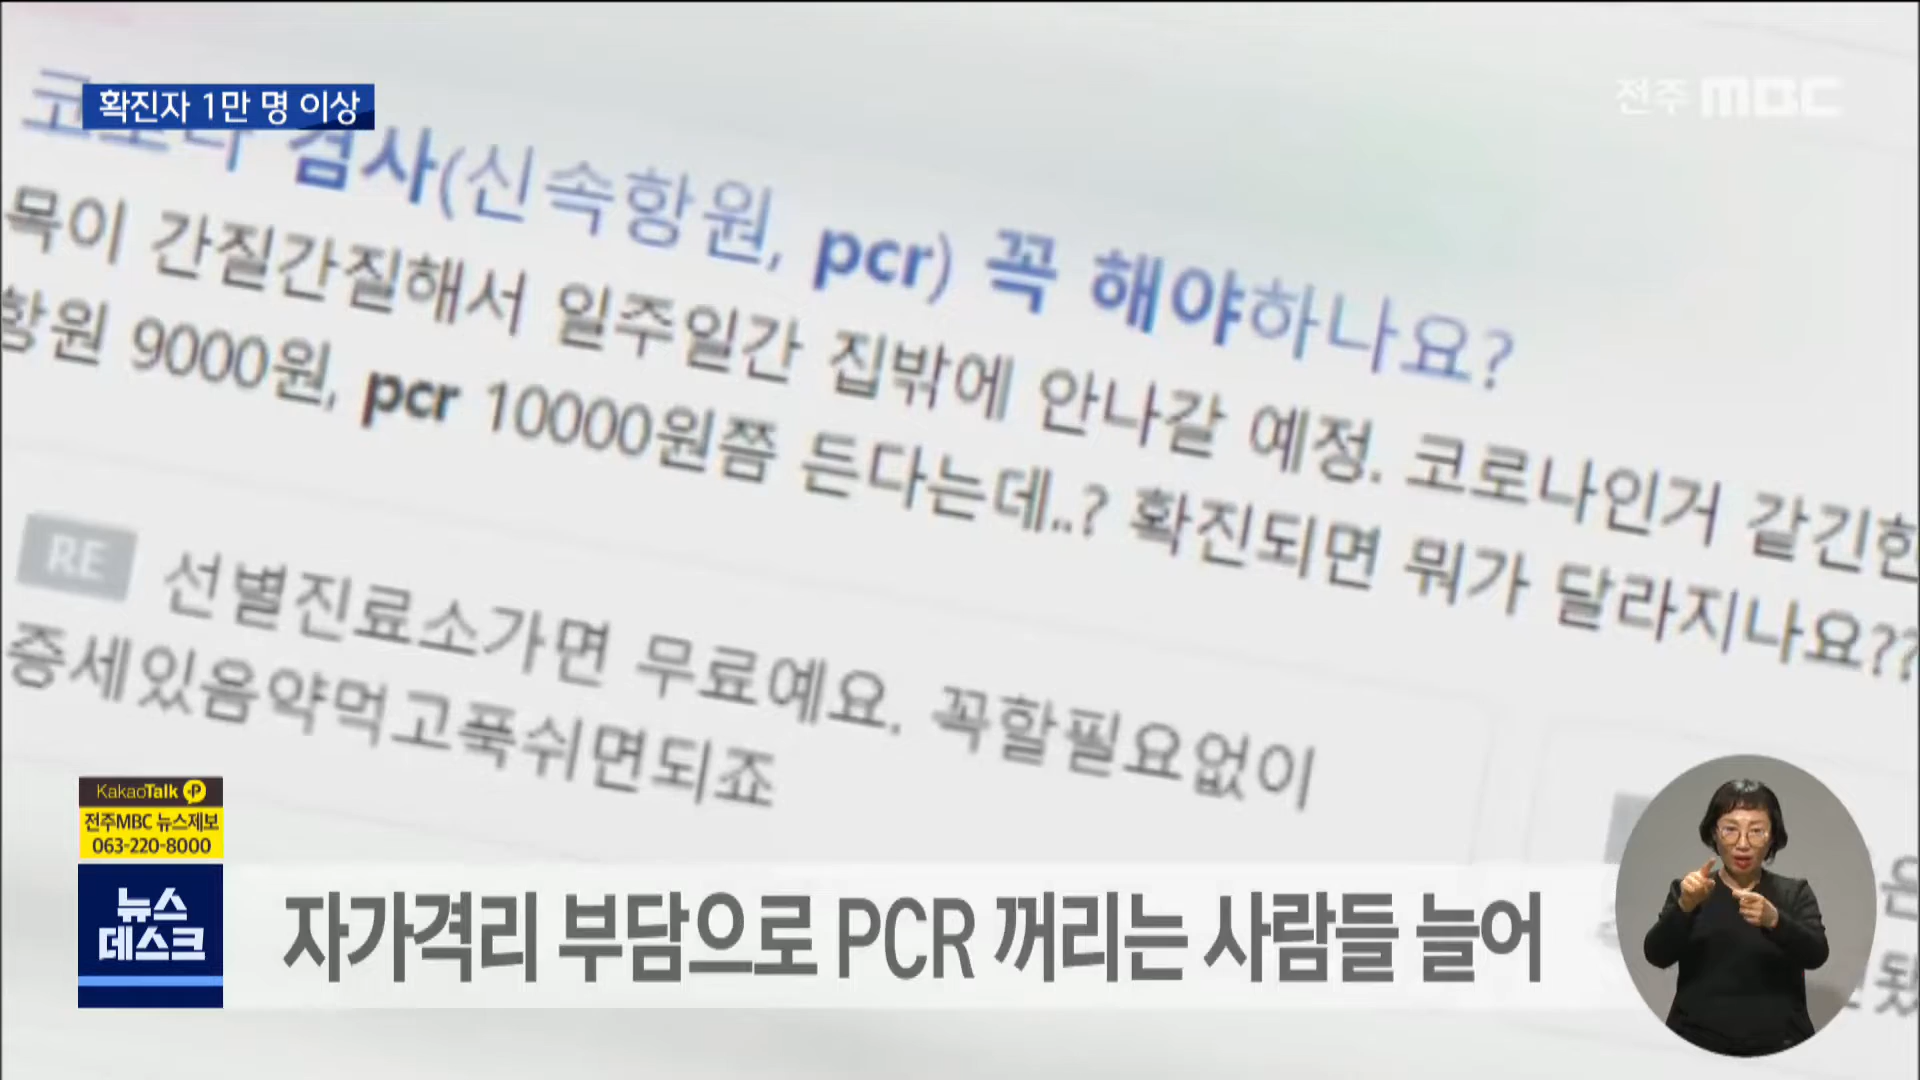 확진자 1만 명 이상
전주 MBC
검사(신속항원, pcr) 꼭 해야하나요?
목이 간질간질해서 일주일간 집밖에 안나갈 예정. 코로나인거 같긴한
항원 9000원, pcr 10000원쯤 든다는데..? 확진되면 뭐가 달라지나요??
RE 선별진료소가면 무료예요. 꼭할필요없이
증세있음약먹고푹쉬면되죠
KakaoTalk
전주MBC 뉴스제보
063-220-8000
뉴스
데스크
자가격리 부담으로 PCR 꺼리는 사람들 늘어